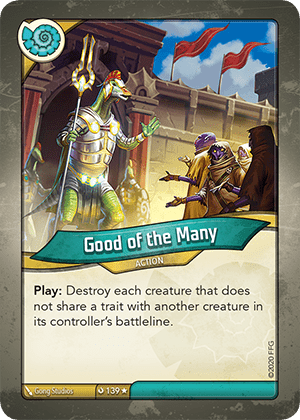 Good of the Many
ACTION
Play: Destroy each creature that does
not share a trait with another creature in
its controller's battleline.
©2020 FFG
Gong Studios
139